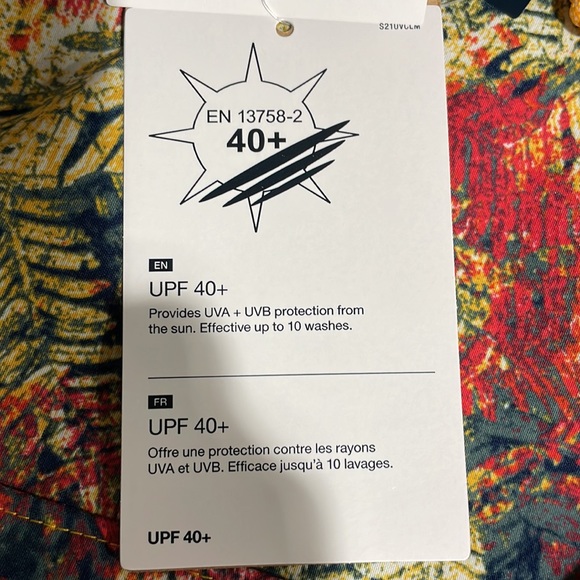 S21UVCLM
EN 13758-2
40+
EN
UPF 40+
Provides UVA + UVB protection from
the sun. Effective up to 10 washes.
FR
UPF 40+
Offre une protection contre les rayons
UVA et UVB. Efficace jusqu'à 10 lavages.
UPF 40+